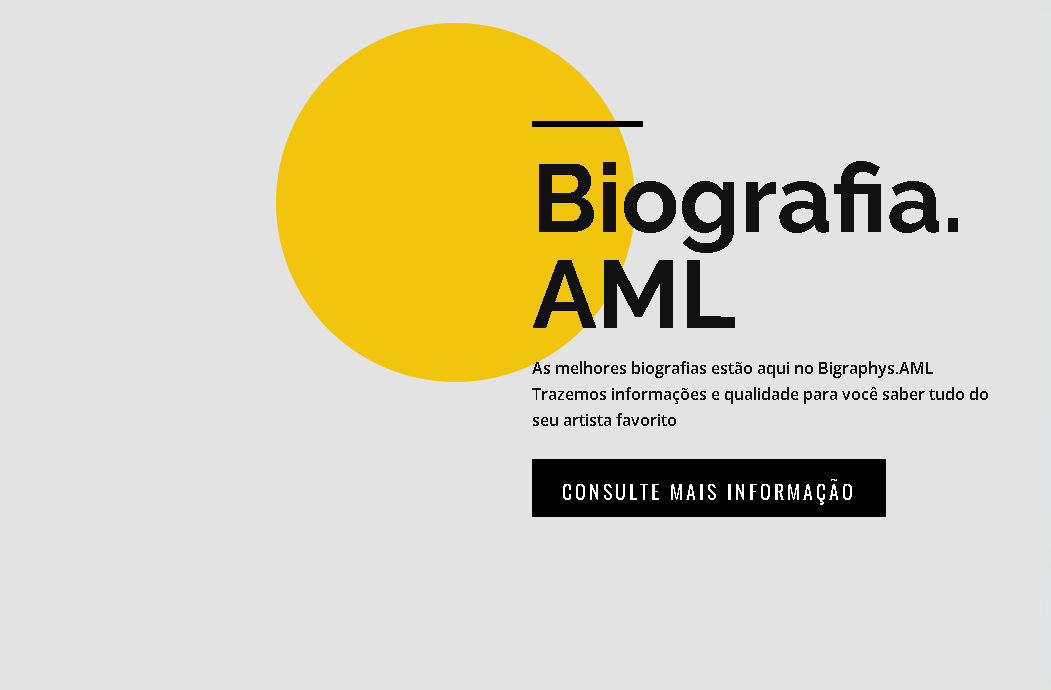 Biografia.
AML
As melhores biografias estão aqui no Bigraphys.AML
Trazemos informações e qualidade para você saber tudo do
seu artista favorito
CONSULTE MAIS INFORMAÇÃO